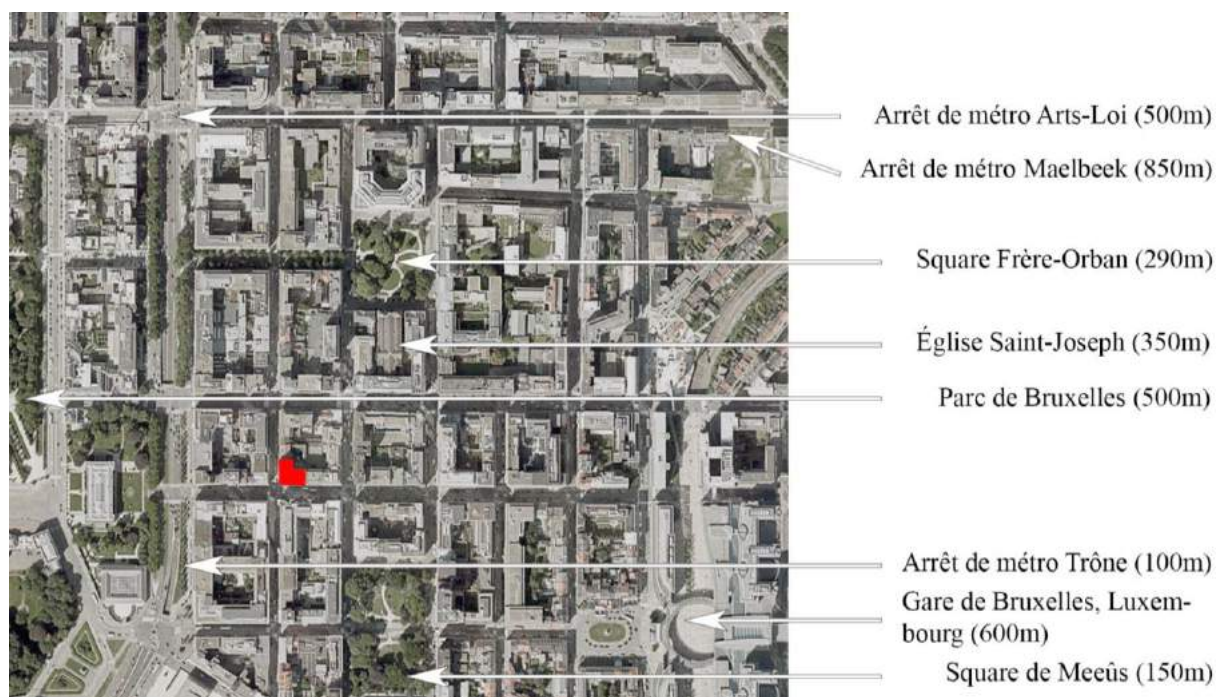 Arrêt de métro Arts-Loi (500m)
Arrêt de métro Maelbeek (850m)
Square Frère-Orban (290m)
Église Saint-Joseph (350m)
Parc de Bruxelles (500m)
Arrêt de métro Trône (100m)
Gare de Bruxelles, Luxem-
bourg (600m)
Square de Meeûs (150m)